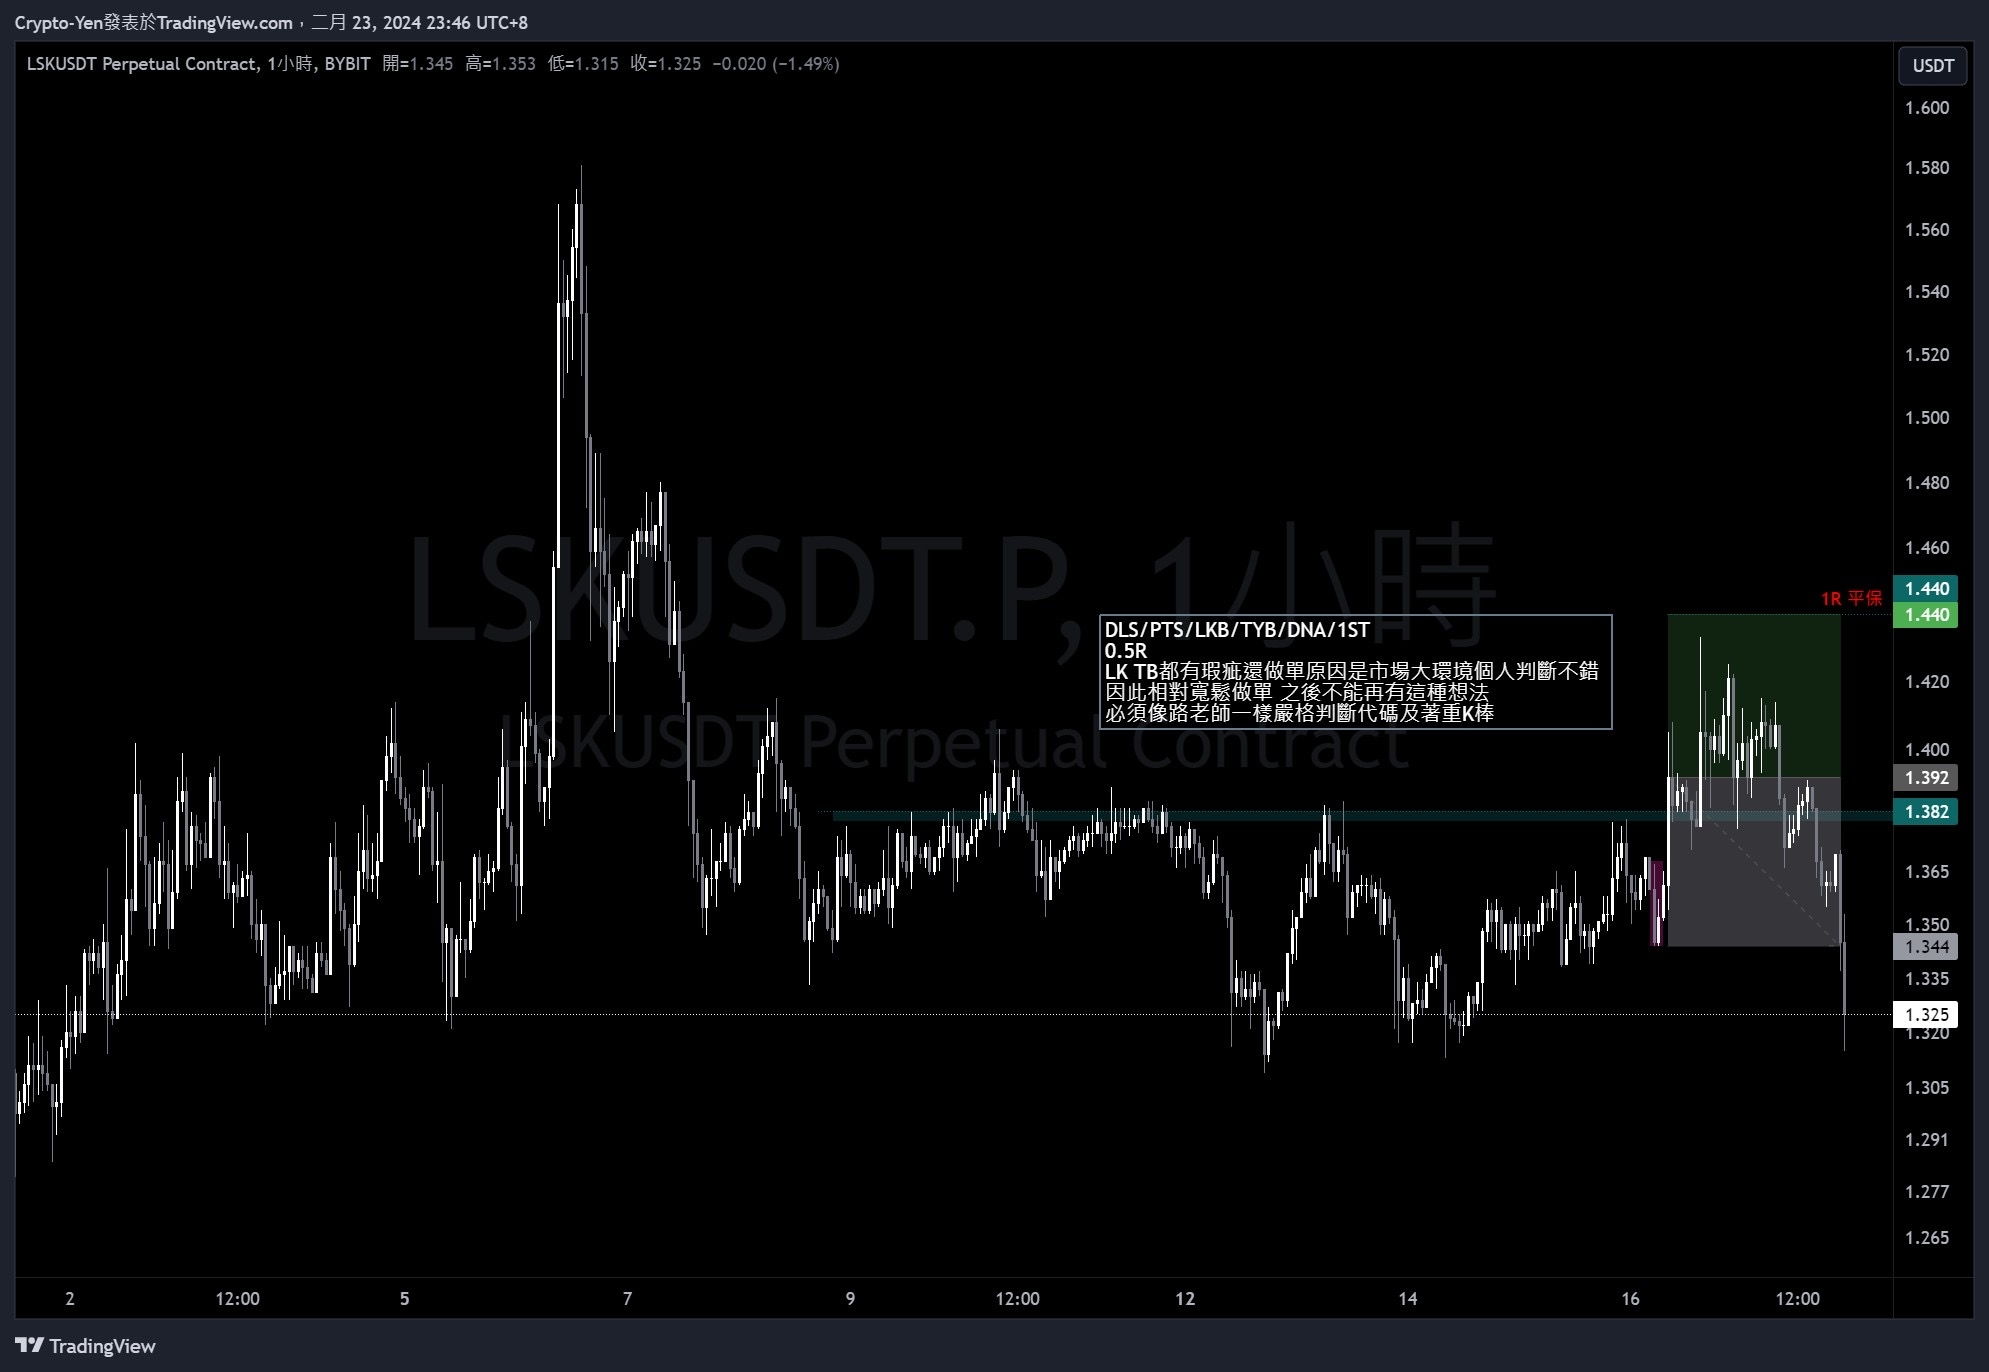 Crypto-Yen發表於TradingView.com，二月 23, 2024 23:46 UTC+8
LSKUSDT Perpetual Contract, 1小時, BYBIT 開=1.345 高=1.353 低=1.315 收=1.325 −0.020 (−1.49%)
USDT
1.600
1.580
1.560
1.540
1.520
1.500
1.480
1.460
LSKUSDT.P, 1小時
LSKUSDT Perpetual Contract
1.440
1R 平保
1.440
DLS/PTS/LKB/TYB/DNA/1ST
0.5R
LK TB都有瑕疵還做單原因是市場大環境個人判斷不錯
因此相對寬鬆做單 之後不能再有這種想法
必須像路老師一樣嚴格判斷代碼及著重K棒
1.420
1.400
1.392
1.382
1.365
1.350
1.344
1.335
1.325
1.320
1.305
1.291
1.277
1.265
2 12:00 5 7 9 12:00 12 14 16 12:00
TradingView